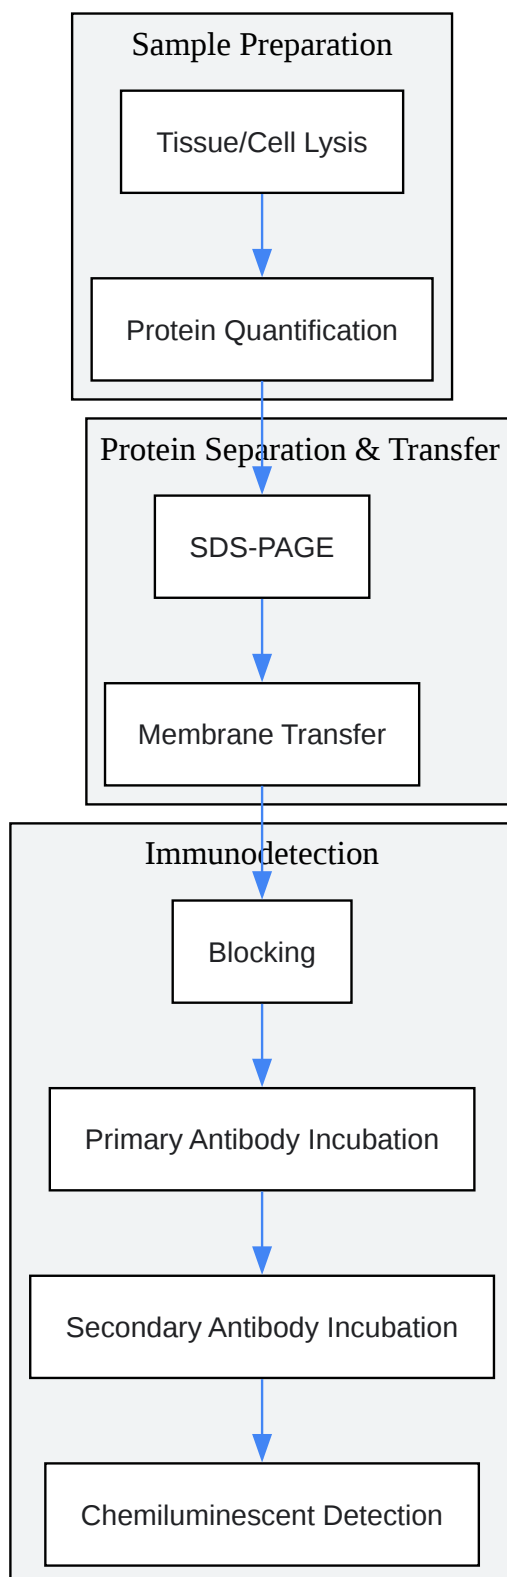 Sample Preparation
Tissue/Cell Lysis
Protein Quantification
Protein Separation & Transfer
SDS-PAGE
Membrane Transfer
Immunodetection
Blocking
Primary Antibody Incubation
Secondary Antibody Incubation
Chemiluminescent Detection